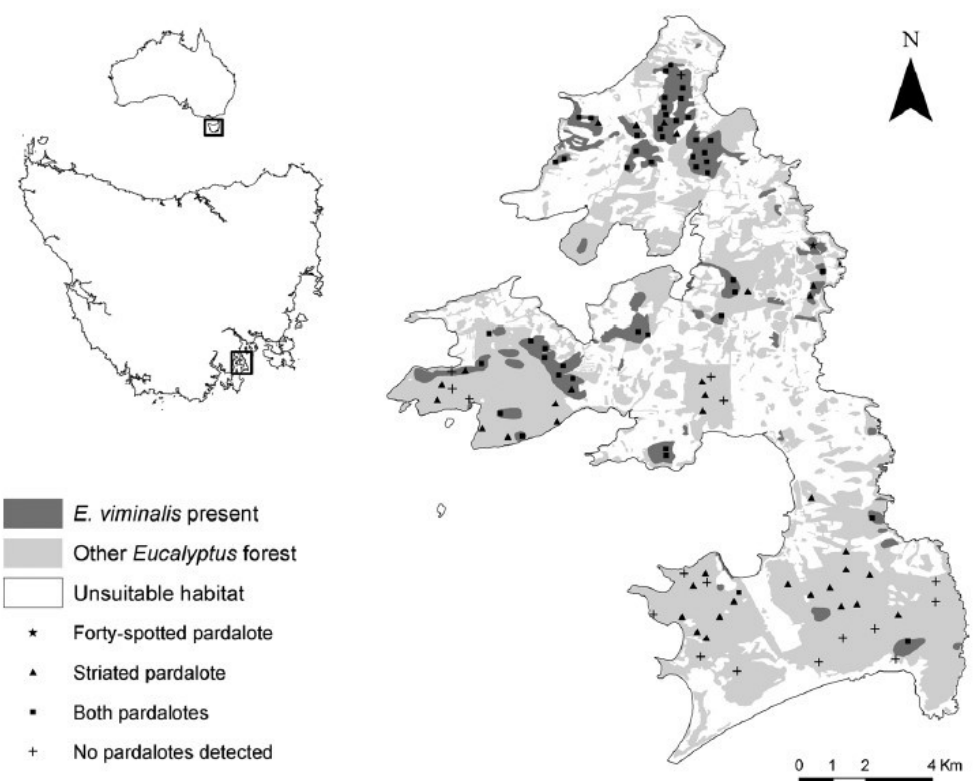 N
E. viminalis present
Other Eucalyptus forest
Unsuitable habitat
Forty-spotted pardalote
Striated pardalote
Both pardalotes
No pardalotes detected
0 1 2 4 Km